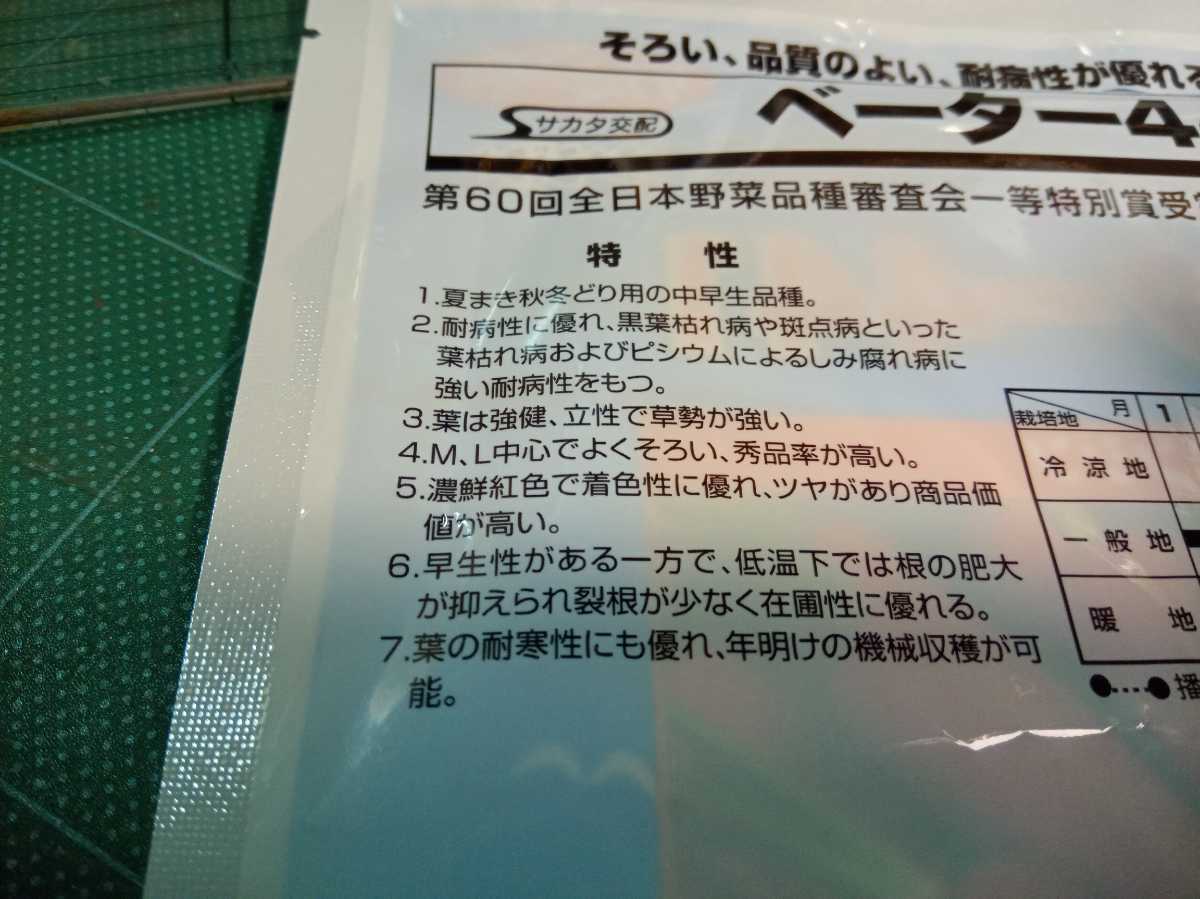 そろい、品質のよい、耐病性が優れる
サカタ交配
ベーター4
第60回全日本野菜品種審査会一等特別賞受
特 性
1.夏まき秋冬どり用の中早生品種。
2.耐病性に優れ、黒葉枯れ病や斑点病といった
葉枯れ病およびピシウムによるしみ腐れ病に
強い耐病性をもつ。
3.葉は強健、立性で草勢が強い。
4.M、L中心でよくそろい、秀品率が高い。
5.濃鮮紅色で着色性に優れ、ツヤがあり商品価
値が高い。
6.早生性がある一方で、低温下では根の肥大
が抑えられ裂根が少なく在圃性に優れる。
7.葉の耐寒性にも優れ、年明けの機械収穫が可
能。
月 1
栽培地
冷涼地
一般地
暖 地
●‥‥● 播